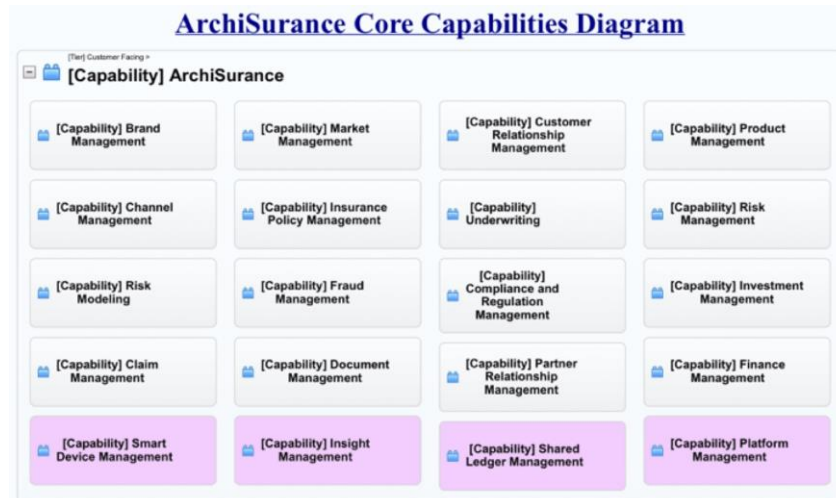 ArchiSurance Core Capabilities Diagram
[Tier] Customer Facing >
[Capability] ArchiSurance
[Capability] Brand
Management
[Capability] Market
Management
[Capability] Customer
Relationship
Management
[Capability] Product
Management
[Capability] Channel
Management
[Capability] Insurance
Policy Management
[Capability]
Underwriting
[Capability] Risk
Management
[Capability] Risk
Modeling
[Capability] Fraud
Management
[Capability]
Compliance and
Regulation
Management
[Capability] Investment
Management
[Capability] Claim
Management
[Capability] Document
Management
[Capability] Partner
Relationship
Management
[Capability] Finance
Management
[Capability] Smart
Device Management
[Capability] Insight
Management
[Capability] Shared
Ledger Management
[Capability] Platform
Management